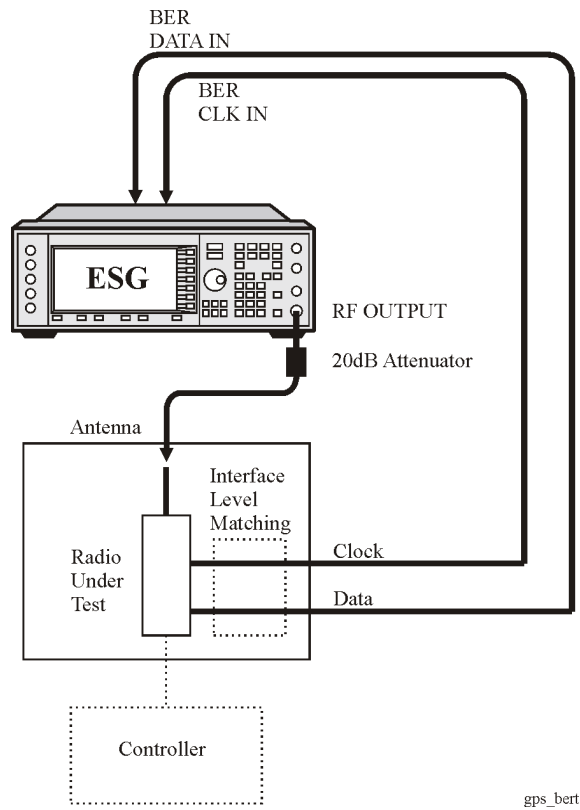 BER
DATA IN
BER
CLK IN
ESG
RF OUTPUT
20dB Attenuator
Antenna
Interface
Level
Matching
Radio
Under
Test
Clock
Data
Controller
gps_bert